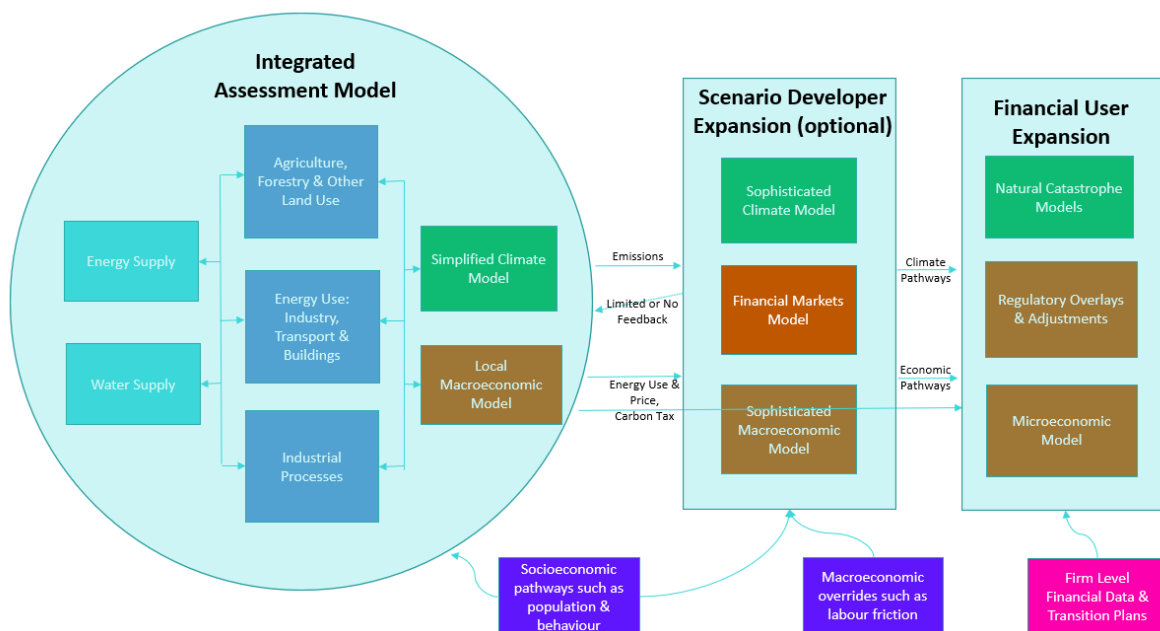 Integrated
Assessment Model
Agriculture,
Forestry & Other
Land Use
Energy Supply
Energy Use:
Industry,
Transport &
Buildings
Water Supply
Industrial
Processes
Simplified Climate
Model
Local
Macroeconomic
Model
Emissions
Limited or No
Feedback
Energy Use &
Price,
Carbon Tax
Scenario Developer
Expansion (optional)
Sophisticated
Climate Model
Financial Markets
Model
Sophisticated
Macroeconomic
Model
Climate
Pathways
Economic
Pathways
Financial User
Expansion
Natural Catastrophe
Models
Regulatory Overlays
& Adjustments
Microeconomic
Model
Socioeconomic
pathways such as
population &
behaviour
Macroeconomic
overrides such as
labour friction
Firm Level
Financial Data &
Transition Plans